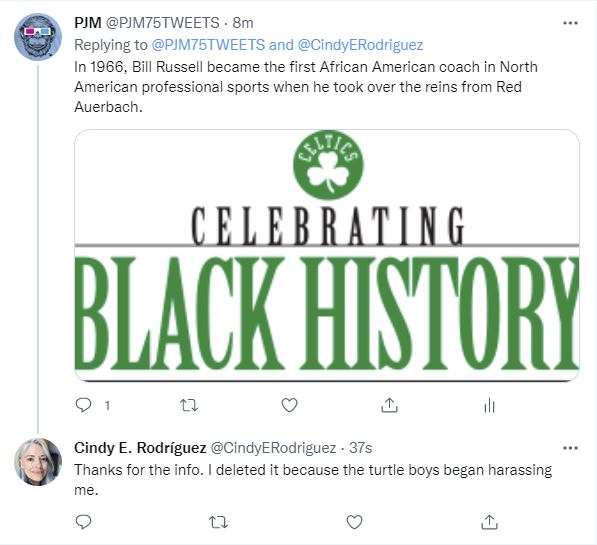 PJM @PJM75TWEETS · 8m
Replying to @PJM75TWEETS and @CindyERodriguez
In 1966, Bill Russell became the first African American coach in North
American professional sports when he took over the reins from Red
Auerbach.
CELTICS
CELEBRATING
BLACK HISTORY
1
Cindy E. Rodríguez @CindyERodriguez · 37s
Thanks for the info. I deleted it because the turtle boys began harassing
me.